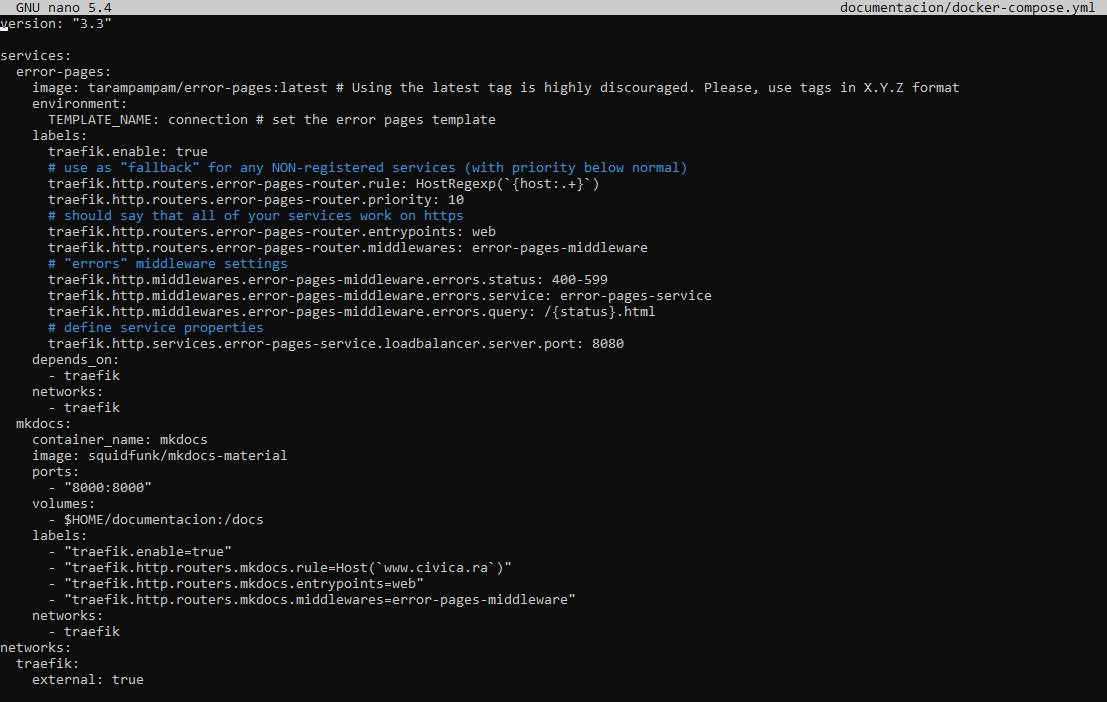 GNU nano 5.4 documentacion/docker-compose.yml
version: "3.3"

services:
  error-pages:
    image: tarampampam/error-pages:latest # Using the latest tag is highly discouraged. Please, use tags in X.Y.Z format
    environment:
      TEMPLATE_NAME: connection # set the error pages template
    labels:
      traefik.enable: true
      # use as "fallback" for any NON-registered services (with priority below normal)
      traefik.http.routers.error-pages-router.rule: HostRegexp(`{host:.+}`)
      traefik.http.routers.error-pages-router.priority: 10
      # should say that all of your services work on https
      traefik.http.routers.error-pages-router.entrypoints: web
      traefik.http.routers.error-pages-router.middlewares: error-pages-middleware
      # "errors" middleware settings
      traefik.http.middlewares.error-pages-middleware.errors.status: 400-599
      traefik.http.middlewares.error-pages-middleware.errors.service: error-pages-service
      traefik.http.middlewares.error-pages-middleware.errors.query: /{status}.html
      # define service properties
      traefik.http.services.error-pages-service.loadbalancer.server.port: 8080
    depends_on:
      - traefik
    networks:
      - traefik
  mkdocs:
    container_name: mkdocs
    image: squidfunk/mkdocs-material
    ports:
      - "8000:8000"
    volumes:
      - $HOME/documentacion:/docs
    labels:
      - "traefik.enable=true"
      - "traefik.http.routers.mkdocs.rule=Host(`www.civica.ra`)"
      - "traefik.http.routers.mkdocs.entrypoints=web"
      - "traefik.http.routers.mkdocs.middlewares=error-pages-middleware"
    networks:
      - traefik
networks:
  traefik:
    external: true